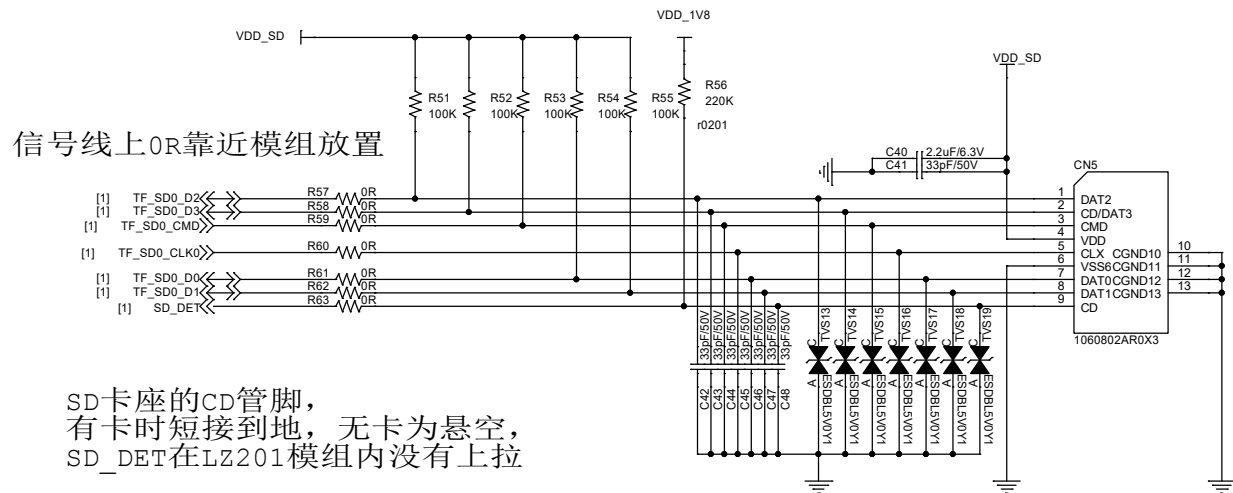 VDD_1V8
VDD_SD
VDD_SD
R51
100K
R52
100K
R53
100K
R54
100K
R55
100K
R56
220K
r0201
信号线上0R靠近模组放置
C40 2.2uF/6.3V
C41 33pF/50V
CN5
[1] TF_SD0_D2 R57 0R 1 DAT2
[1] TF_SD0_D3 R58 0R 2 CD/DAT3
[1] TF_SD0_CMD R59 0R 3 CMD
4 VDD
[1] TF_SD0_CLK0 R60 0R 5 CLX CGND10 10
6 VSS6 CGND11 11
[1] TF_SD0_D0 R61 0R 7 DAT0 CGND12 12
[1] TF_SD0_D1 R62 0R 8 DAT1 CGND13 13
[1] SD_DET R63 0R 9 CD
1060802AR0X3
C42 33pF/50V
C43 33pF/50V
C44 33pF/50V
C45 33pF/50V
C46 33pF/50V
C47 33pF/50V
C48 33pF/50V
TVS13 C A ESDBL5V0Y1
TVS14 C A ESDBL5V0Y1
TVS15 C A ESDBL5V0Y1
TVS16 C A ESDBL5V0Y1
TVS17 C A ESDBL5V0Y1
TVS18 C A ESDBL5V0Y1
TVS19 C A ESDBL5V0Y1
SD卡座的CD管脚，
有卡时短接到地，无卡为悬空，
SD_DET在LZ201模组内没有上拉